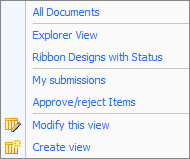 All Documents
Explorer View
Ribbon Designs with Status
My submissions
Approve/reject Items
Modify this view
Create view